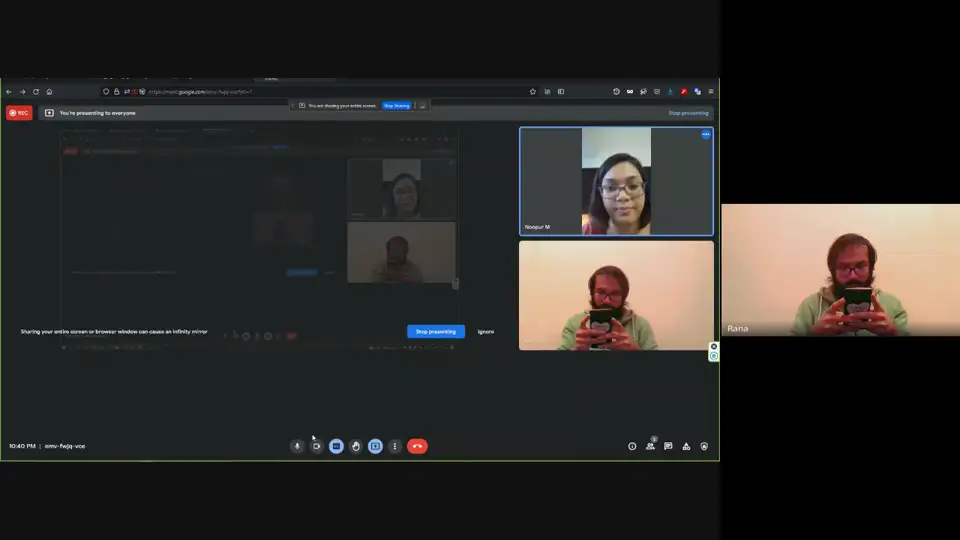 You are sharing your entire screen.
Stop Sharing
REC
You're presenting to everyone
Stop presenting
Noopur M
Rana
Sharing your entire screen or browser window can cause an infinity mirror
Stop presenting
Ignore
10:40 PM | emv-fwjq-vce